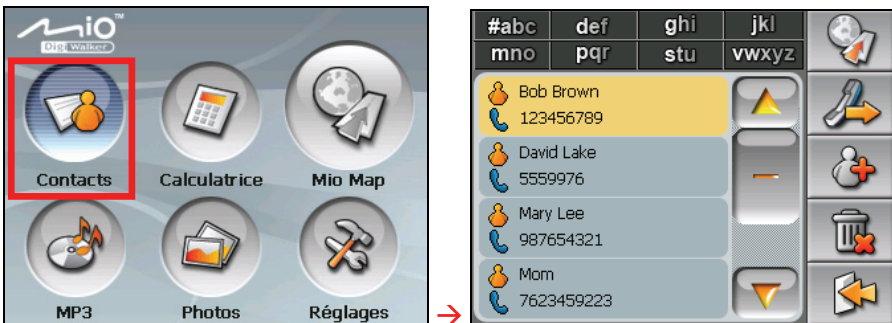 Mio™
DigiWalker
Contacts
Calculatrice
Mio Map
MP3
Photos
Réglages
→
#abc def ghi jkl
mno pqr stu vwxyz
Bob Brown
123456789
David Lake
5559976
Mary Lee
987654321
Mom
7623459223